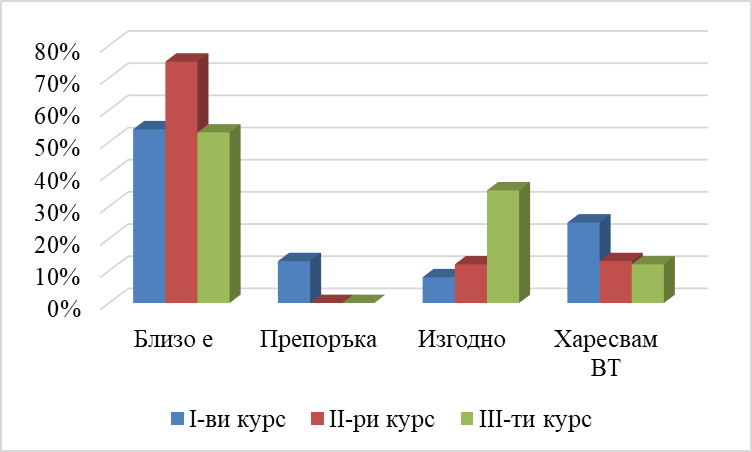 80%
70%
60%
50%
40%
30%
20%
10%
0%
Близо е
Препоръка
Изгодно
Харесвам
ВТ
I-ви курс
II-ри курс
III-ти курс